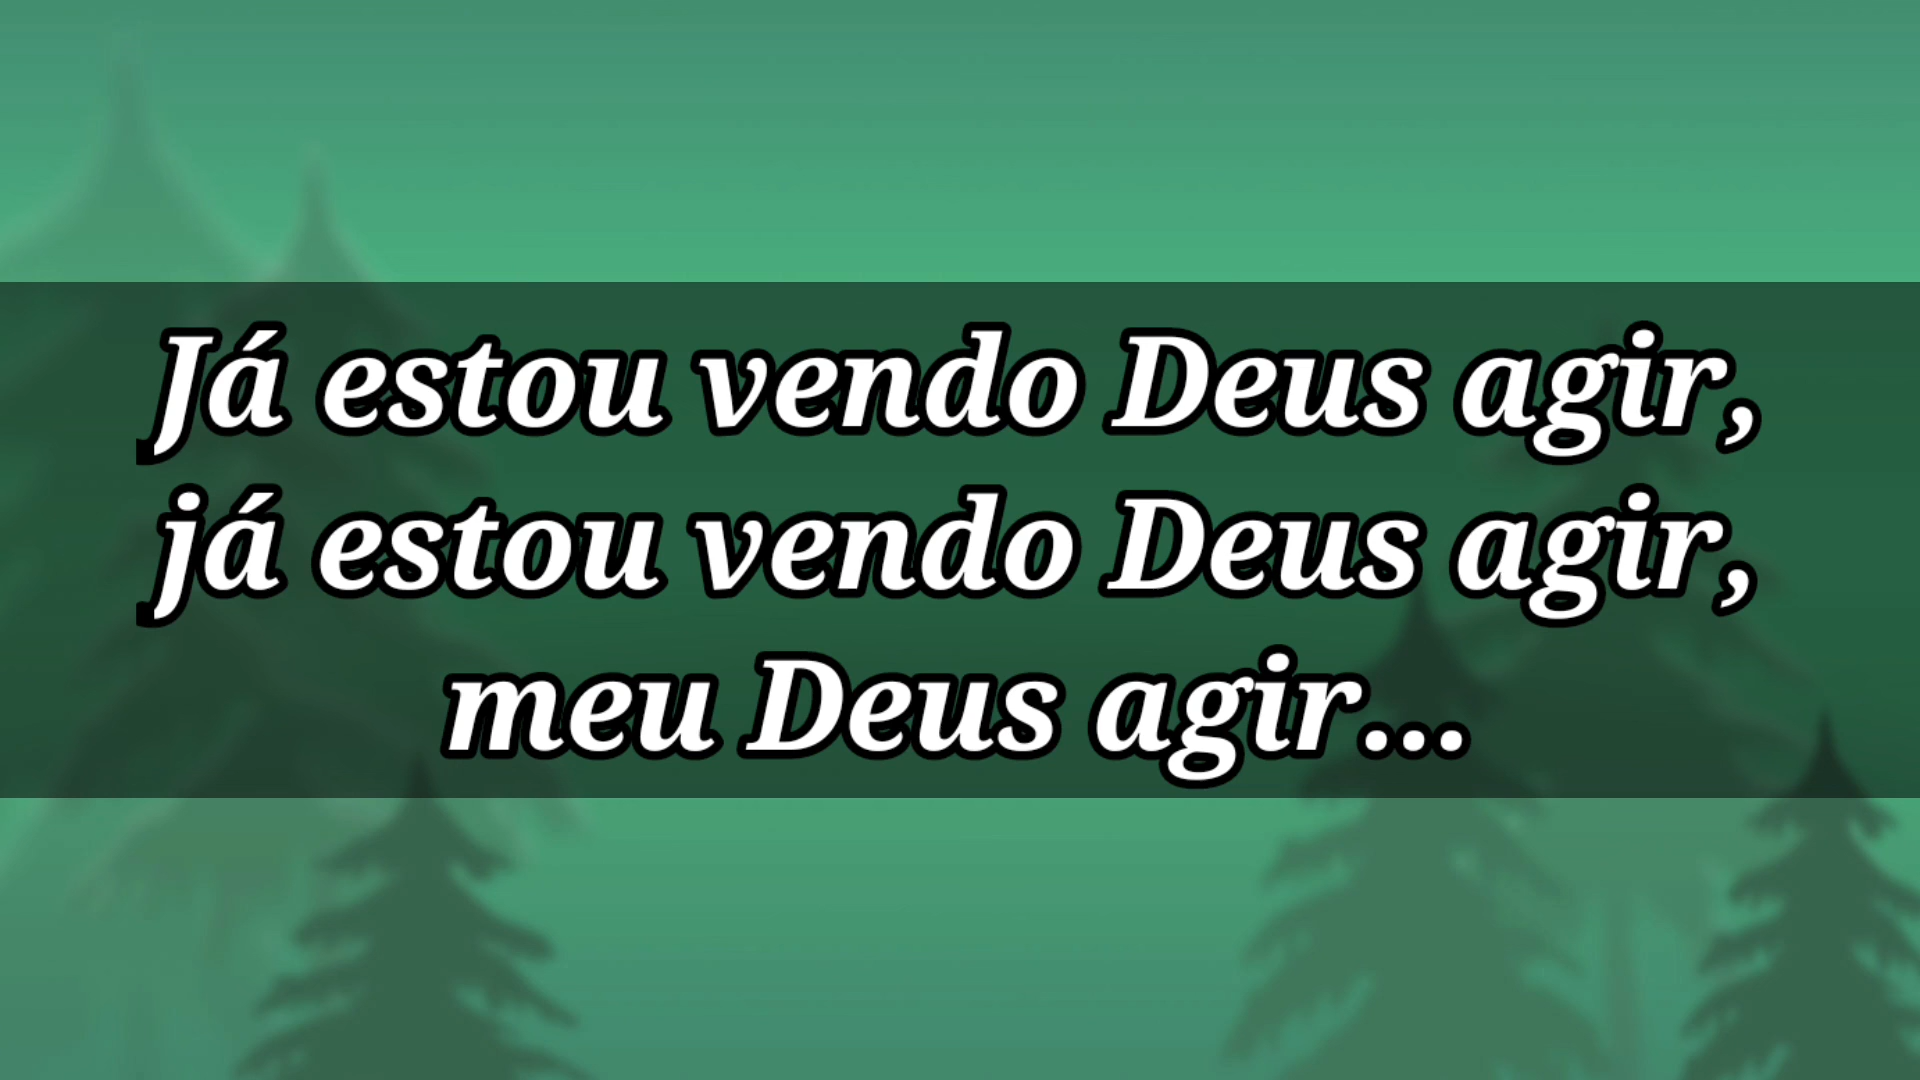 Já estou vendo Deus agir,
já estou vendo Deus agir,
meu Deus agir...